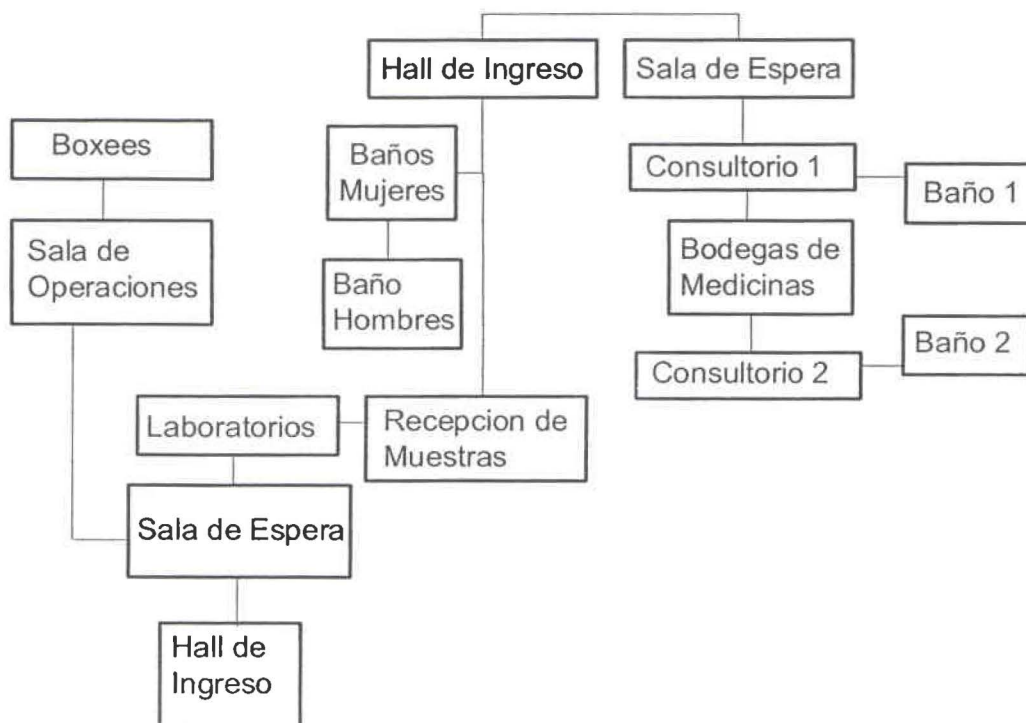 Hall de Ingreso
Sala de Espera
Boxees
Baños
Mujeres
Consultorio 1
Baño 1
Sala de
Operaciones
Baño
Hombres
Bodegas de
Medicinas
Baño 2
Consultorio 2
Laboratorios
Recepcion de
Muestras
Sala de Espera
Hall de
Ingreso